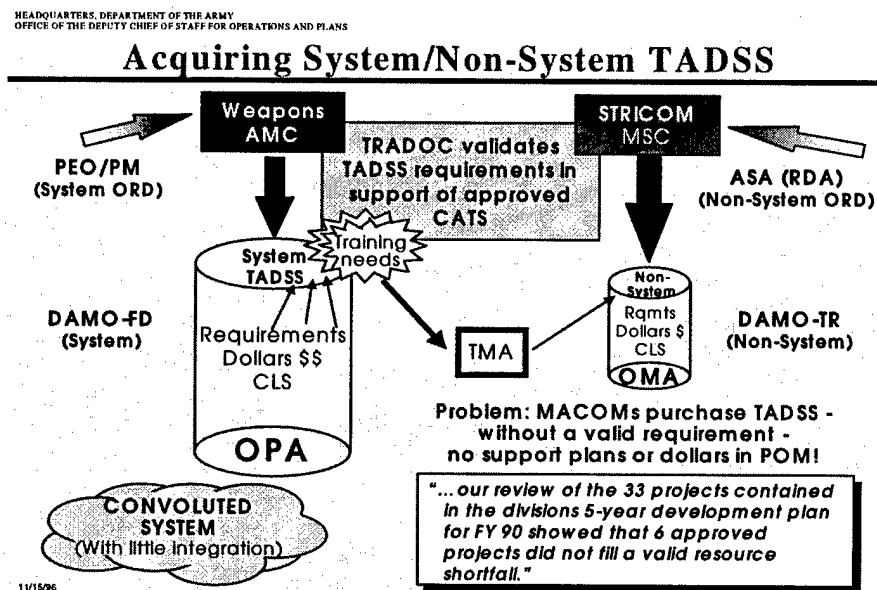 HEADQUARTERS, DEPARTMENT OF THE ARMY
OFFICE OF THE DEPUTY CHIEF OF STAFF FOR OPERATIONS AND PLANS
Acquiring System/Non-System TADSS
Weapons
AMC
STRICOM
MSC
TRADOC validates
TADSS requirements in
support of approved
CATS
PEO/PM
(System ORD)
ASA (RDA)
(Non-System ORD)
Training
needs
System
TADSS
Non-
System
DAMO-FD
(System)
Requirements
Dollars $$
CLS
OPA
TMA
Rqmts
Dollars $
CLS
OMA
DAMO-TR
(Non-System)
Problem: MACOMs purchase TADSS -
without a valid requirement -
no support plans or dollars in POM!
CONVOLUTED
SYSTEM
(With little integration)
"... our review of the 33 projects contained
in the divisions 5-year development plan
for FY 90 showed that 6 approved
projects did not fill a valid resource
shortfall."
11/15/96